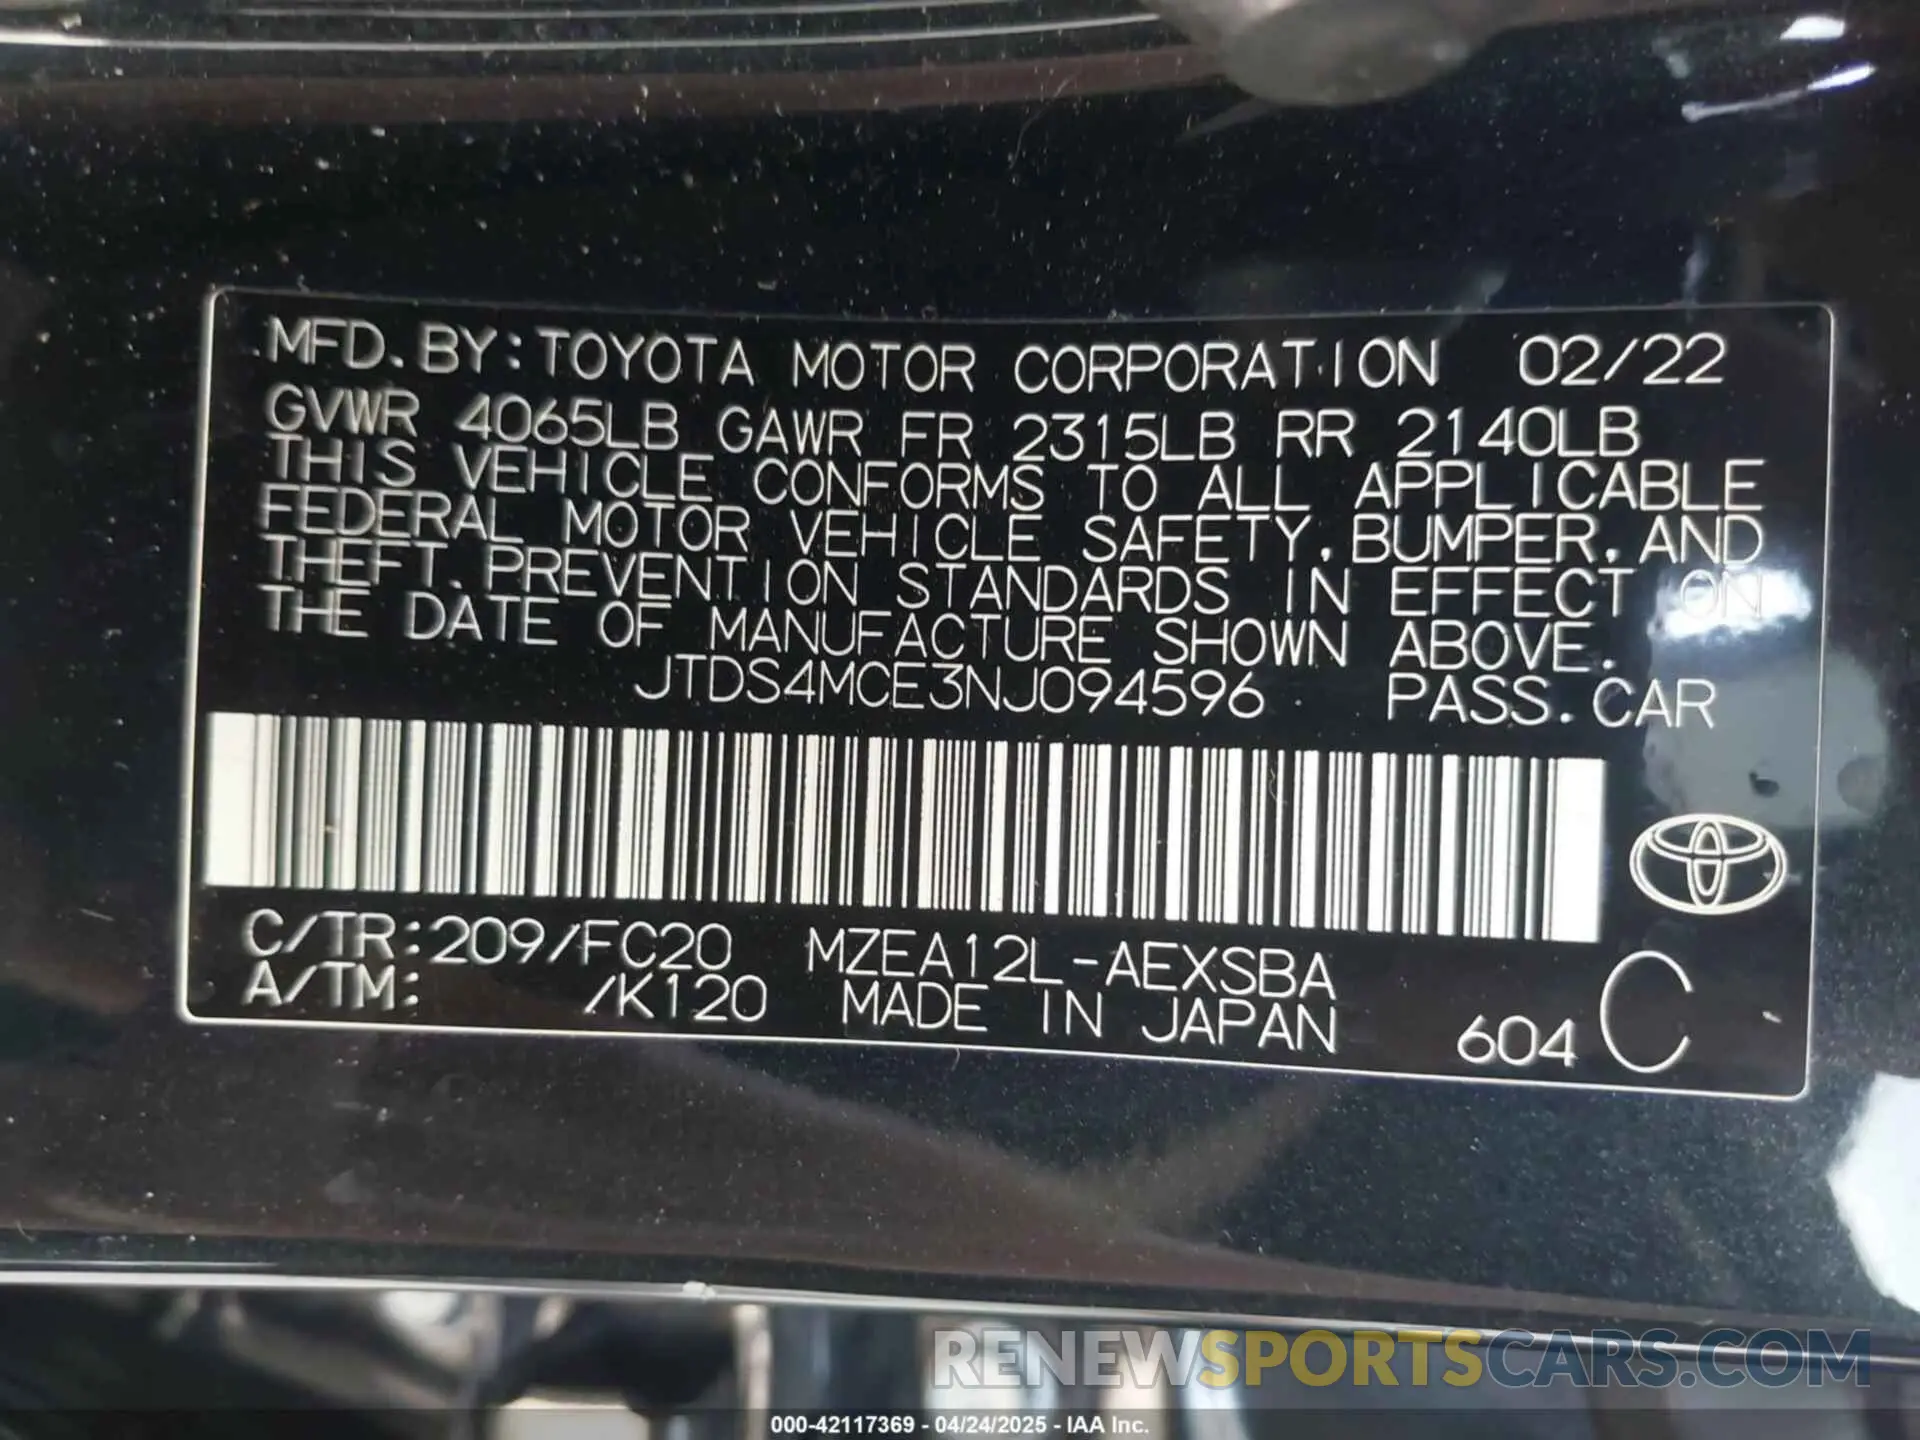 MFD. BY: TOYOTA MOTOR CORPORATION 02/22
GVWR 4065LB GAWR FR 2315LB RR 2140LB
THIS VEHICLE CONFORMS TO ALL APPLICABLE
FEDERAL MOTOR VEHICLE SAFETY, BUMPER, AND
THEFT PREVENTION STANDARDS IN EFFECT ON
THE DATE OF MANUFACTURE SHOWN ABOVE.
JTDS4MCE3NJ094596 PASS. CAR
C/TR: 209/FC20 MZEA12L-AEXSBA
A/TM: /K120 MADE IN JAPAN 604 C
RENEWSPORTSCARS.COM
000-42117369 - 04/24/2025 - IAA Inc.